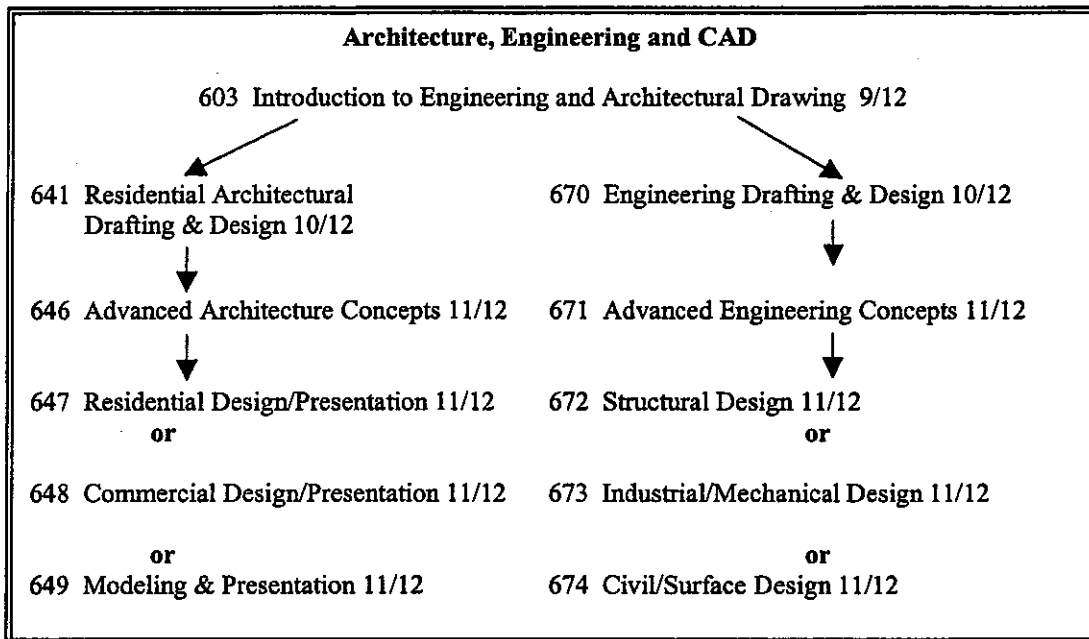 Architecture, Engineering and CAD
603 Introduction to Engineering and Architectural Drawing 9/12
641 Residential Architectural
Drafting & Design 10/12
670 Engineering Drafting & Design 10/12
646 Advanced Architecture Concepts 11/12
671 Advanced Engineering Concepts 11/12
647 Residential Design/Presentation 11/12
672 Structural Design 11/12
or
or
648 Commercial Design/Presentation 11/12
673 Industrial/Mechanical Design 11/12
or
or
649 Modeling & Presentation 11/12
674 Civil/Surface Design 11/12